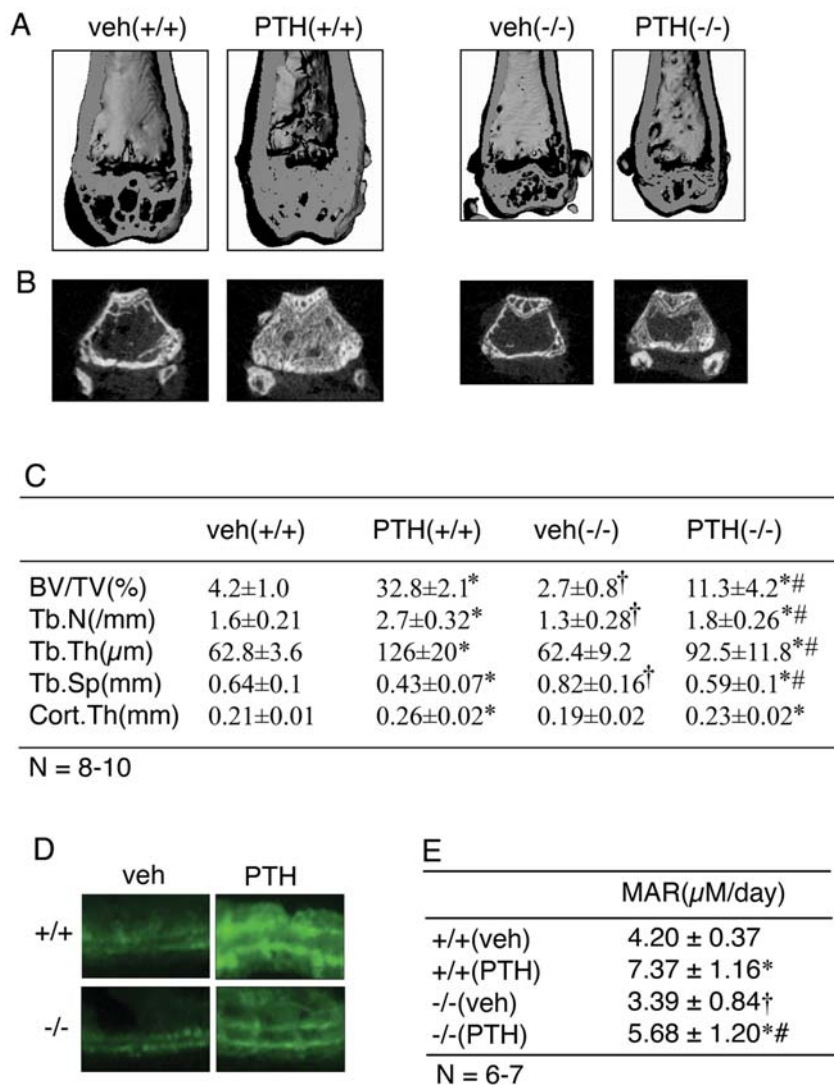 A
veh(+/+) PTH(+/+) veh(-/-) PTH(-/-)
B
C
veh(+/+) PTH(+/+) veh(-/-) PTH(-/-)
BV/TV(%) 4.2±1.0 32.8±2.1* 2.7±0.8† 11.3±4.2*#
Tb.N(/mm) 1.6±0.21 2.7±0.32* 1.3±0.28† 1.8±0.26*#
Tb.Th(µm) 62.8±3.6 126±20* 62.4±9.2 92.5±11.8*#
Tb.Sp(mm) 0.64±0.1 0.43±0.07* 0.82±0.16† 0.59±0.1*#
Cort.Th(mm) 0.21±0.01 0.26±0.02* 0.19±0.02 0.23±0.02*
N = 8-10
D
veh PTH
+/+
-/-
E
MAR(µM/day)
+/+(veh) 4.20 ± 0.37
+/+(PTH) 7.37 ± 1.16*
-/-(veh) 3.39 ± 0.84†
-/-(PTH) 5.68 ± 1.20*#
N = 6-7